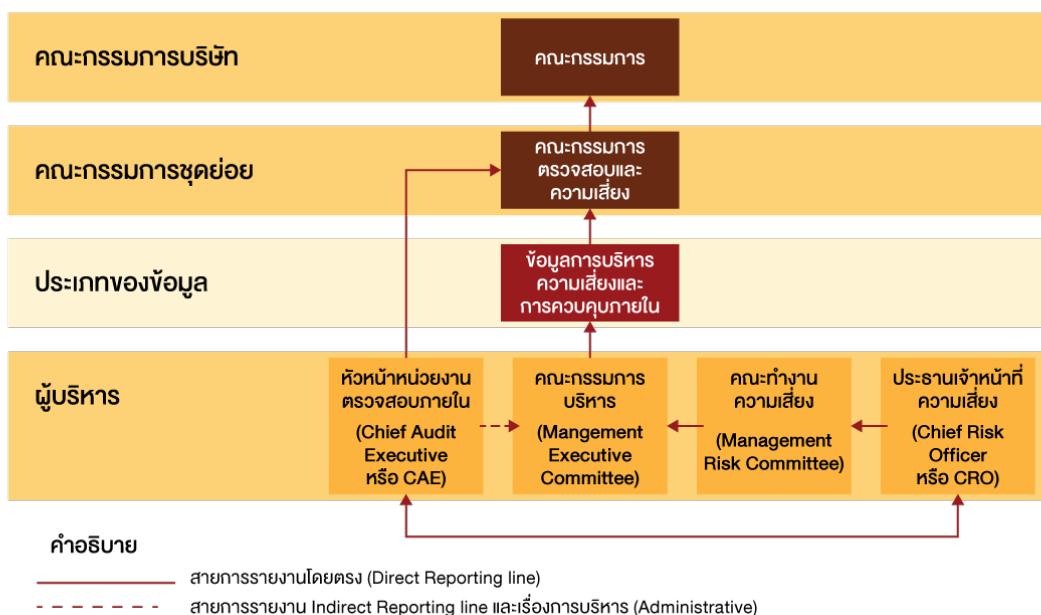 คณะกรรมการบริษัท
คณะกรรมการ
คณะกรรมการชุดย่อย
คณะกรรมการ
ตรวจสอบและ
ความเสี่ยง
ประเภทของข้อมูล
ข้อมูลการบริหาร
ความเสี่ยงและ
การควบคุมภายใน
ผู้บริหาร
หัวหน้าหน่วยงาน
ตรวจสอบภายใน
(Chief Audit
Executive
หรือ CAE)
คณะกรรมการ
บริหาร
(Mangement
Executive
Committee)
คณะทำงาน
ความเสี่ยง
(Management
Risk Committee)
ประธานเจ้าหน้าที่
ความเสี่ยง
(Chief Risk
Officer
หรือ CRO)
คำอธิบาย
สายการรายงานโดยตรง (Direct Reporting line)
สายการรายงาน Indirect Reporting line และเรื่องการบริหาร (Administrative)